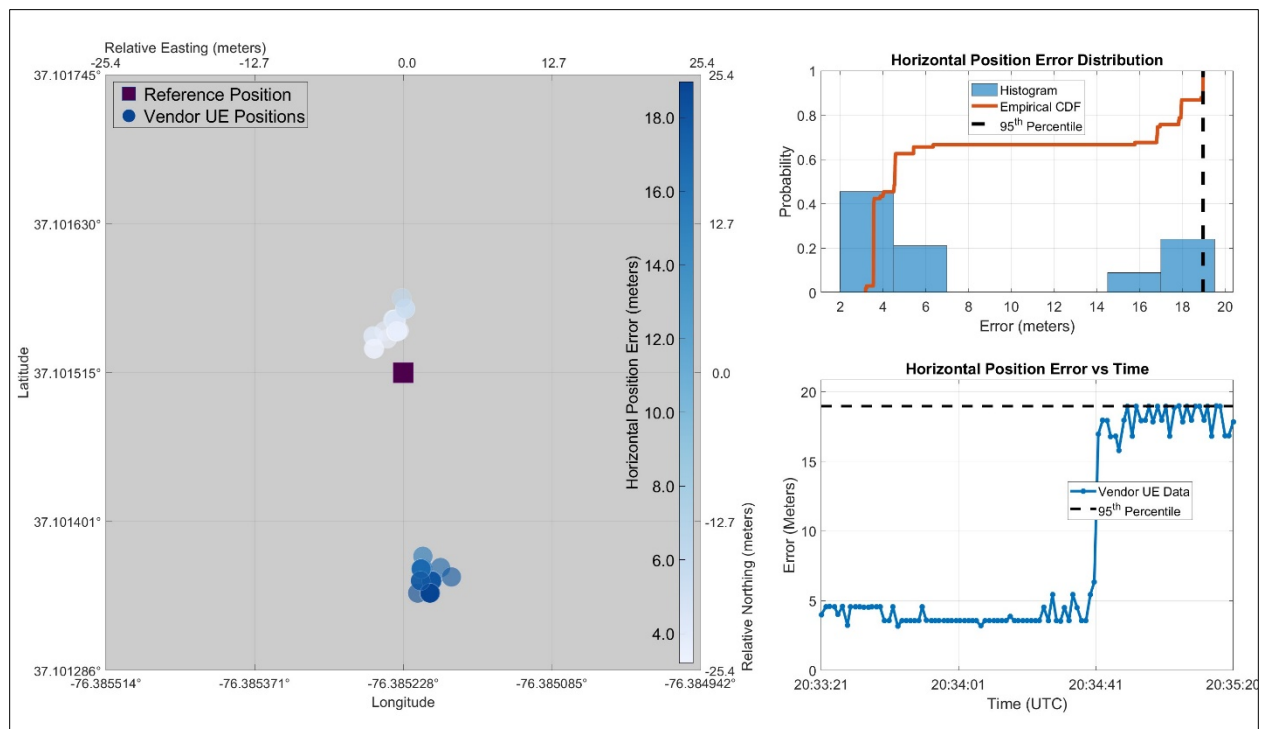 Relative Easting (meters)
-25.4 -12.7 0.0 12.7 25.4
37.101745°
37.101630°
37.101515°
37.101401°
37.101286°
Latitude
Reference Position
Vendor UE Positions
-76.385514° -76.385371° -76.385228° -76.385085° -76.384942°
Longitude
Horizontal Position Error (meters)
18.0
16.0
14.0
12.0
10.0
8.0
6.0
4.0
25.4
12.7
0.0
-12.7
-25.4
Relative Northing (meters)
Horizontal Position Error Distribution
Histogram
Empirical CDF
95th Percentile
1
0.8
0.6
0.4
0.2
0
Probability
2 4 6 8 10 12 14 16 18 20
Error (meters)
Horizontal Position Error vs Time
20
15
10
5
0
Error (Meters)
Vendor UE Data
95th Percentile
20:33:21 20:34:01 20:34:41 20:35:20
Time (UTC)